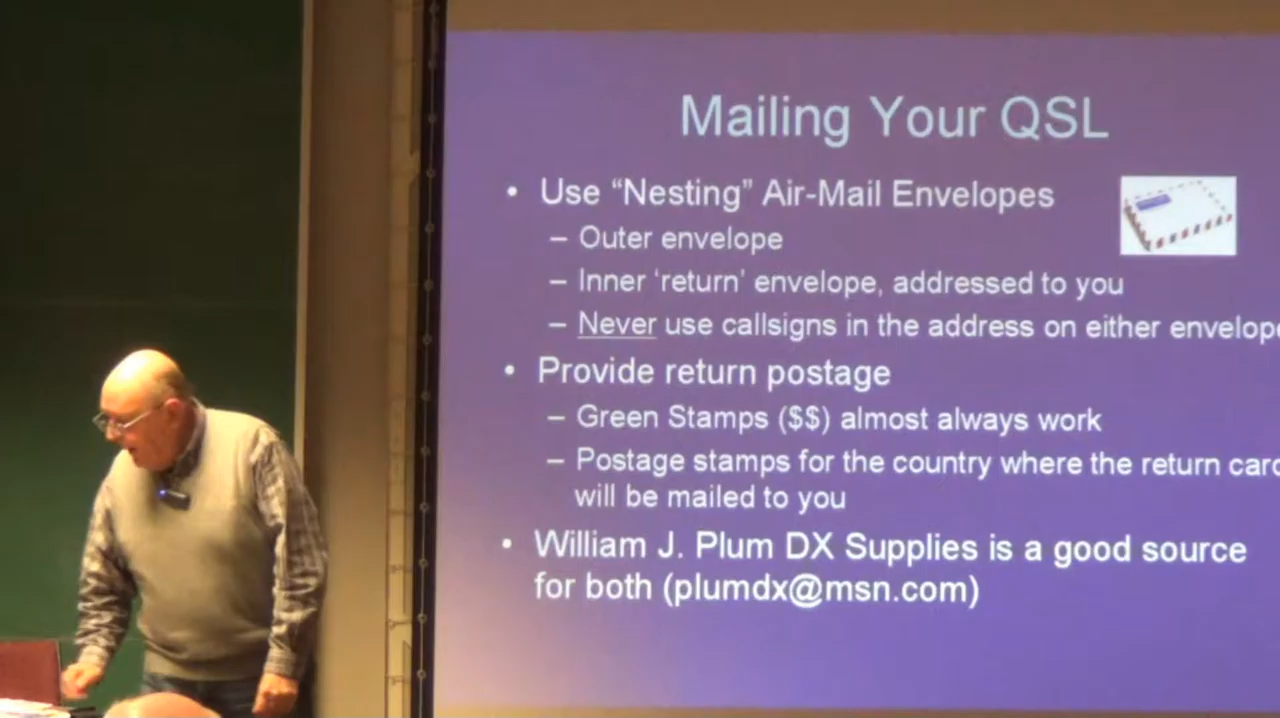 Mailing Your QSL
• Use “Nesting” Air-Mail Envelopes
– Outer envelope
– Inner ‘return’ envelope, addressed to you
– Never use callsigns in the address on either envelope
• Provide return postage
– Green Stamps ($$) almost always work
– Postage stamps for the country where the return card
will be mailed to you
• William J. Plum DX Supplies is a good source
for both (plumdx@msn.com)